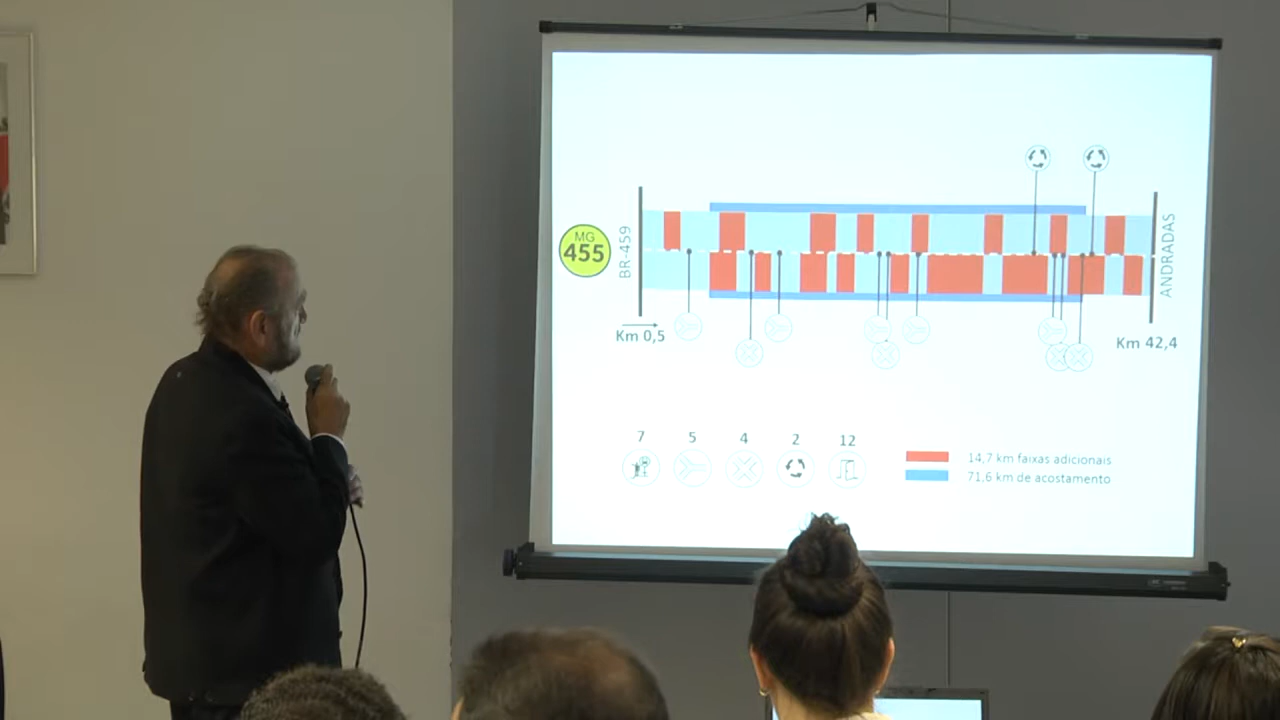 MG
455
BR-459
ANDRADAS
Km 0,5
Km 42,4
7 5 4 2 12
14,7 km faixas adicionais
71,6 km de acostamento